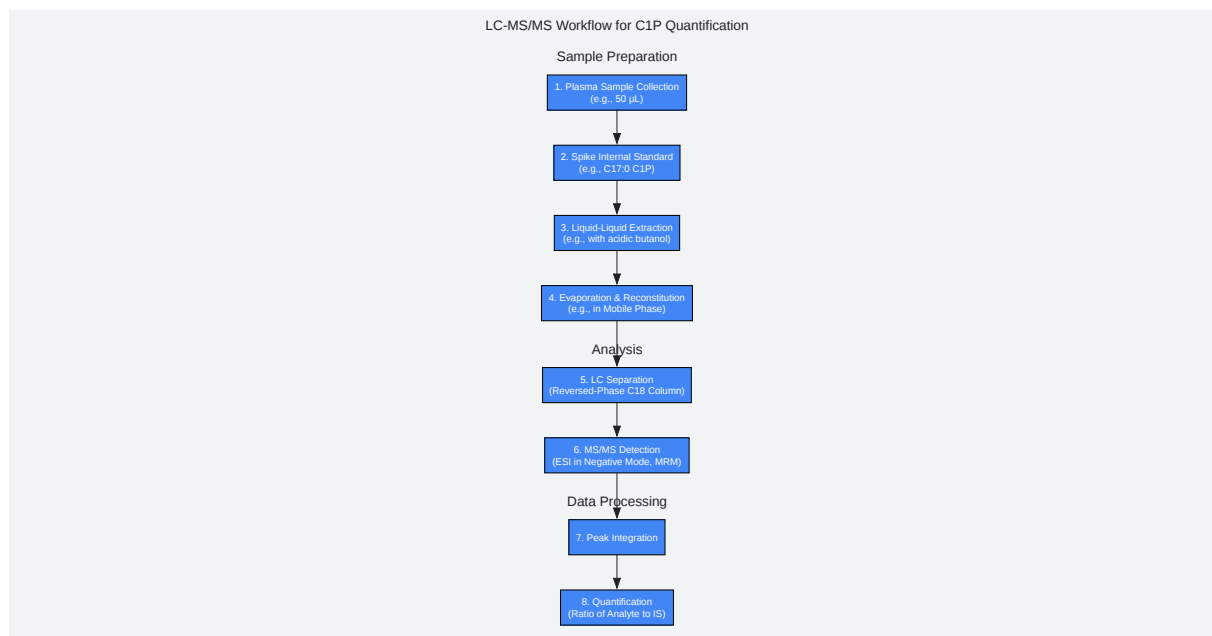 LC-MS/MS Workflow for C1P Quantification
Sample Preparation
1. Plasma Sample Collection
(e.g., 50 µL)
2. Spike Internal Standard
(e.g., C17:0 C1P)
3. Liquid-Liquid Extraction
(e.g., with acidic butanol)
4. Evaporation & Reconstitution
(e.g., in Mobile Phase)
Analysis
5. LC Separation
(Reversed-Phase C18 Column)
6. MS/MS Detection
(ESI in Negative Mode, MRM)
Data Processing
7. Peak Integration
8. Quantification
(Ratio of Analyte to IS)